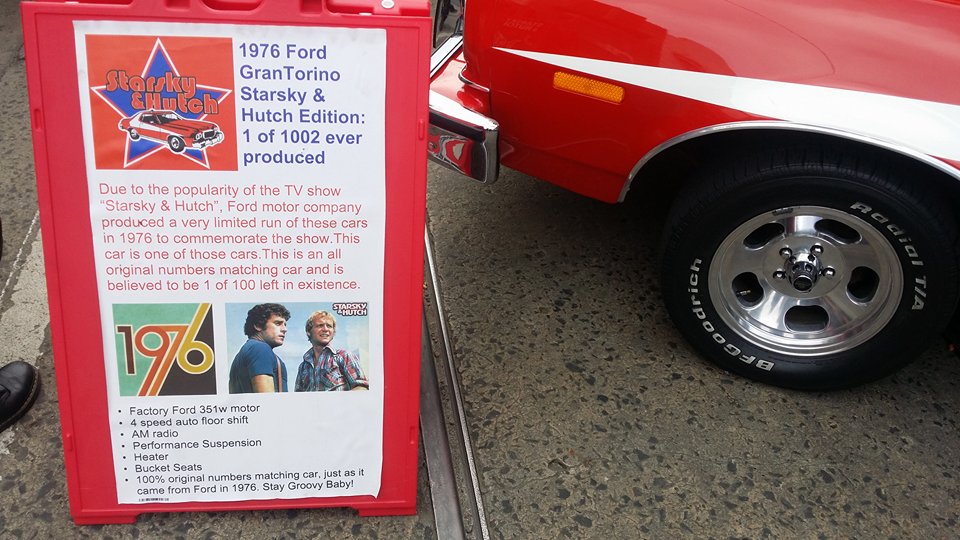 Starsky
&Hutch
1976 Ford
GranTorino
Starsky &
Hutch Edition:
1 of 1002 ever
produced
Due to the popularity of the TV show
“Starsky & Hutch”, Ford motor company
produced a very limited run of these cars
in 1976 to commemorate the show.This
car is one of those cars.This is an all
original numbers matching car and is
believed to be 1 of 100 left in existence.
1976
STARSKY
& HUTCH
• Factory Ford 351w motor
• 4 speed auto floor shift
• AM radio
• Performance Suspension
• Heater
• Bucket Seats
• 100% original numbers matching car, just as it
came from Ford in 1976. Stay Groovy Baby!
Radial T/A
BFGoodrich